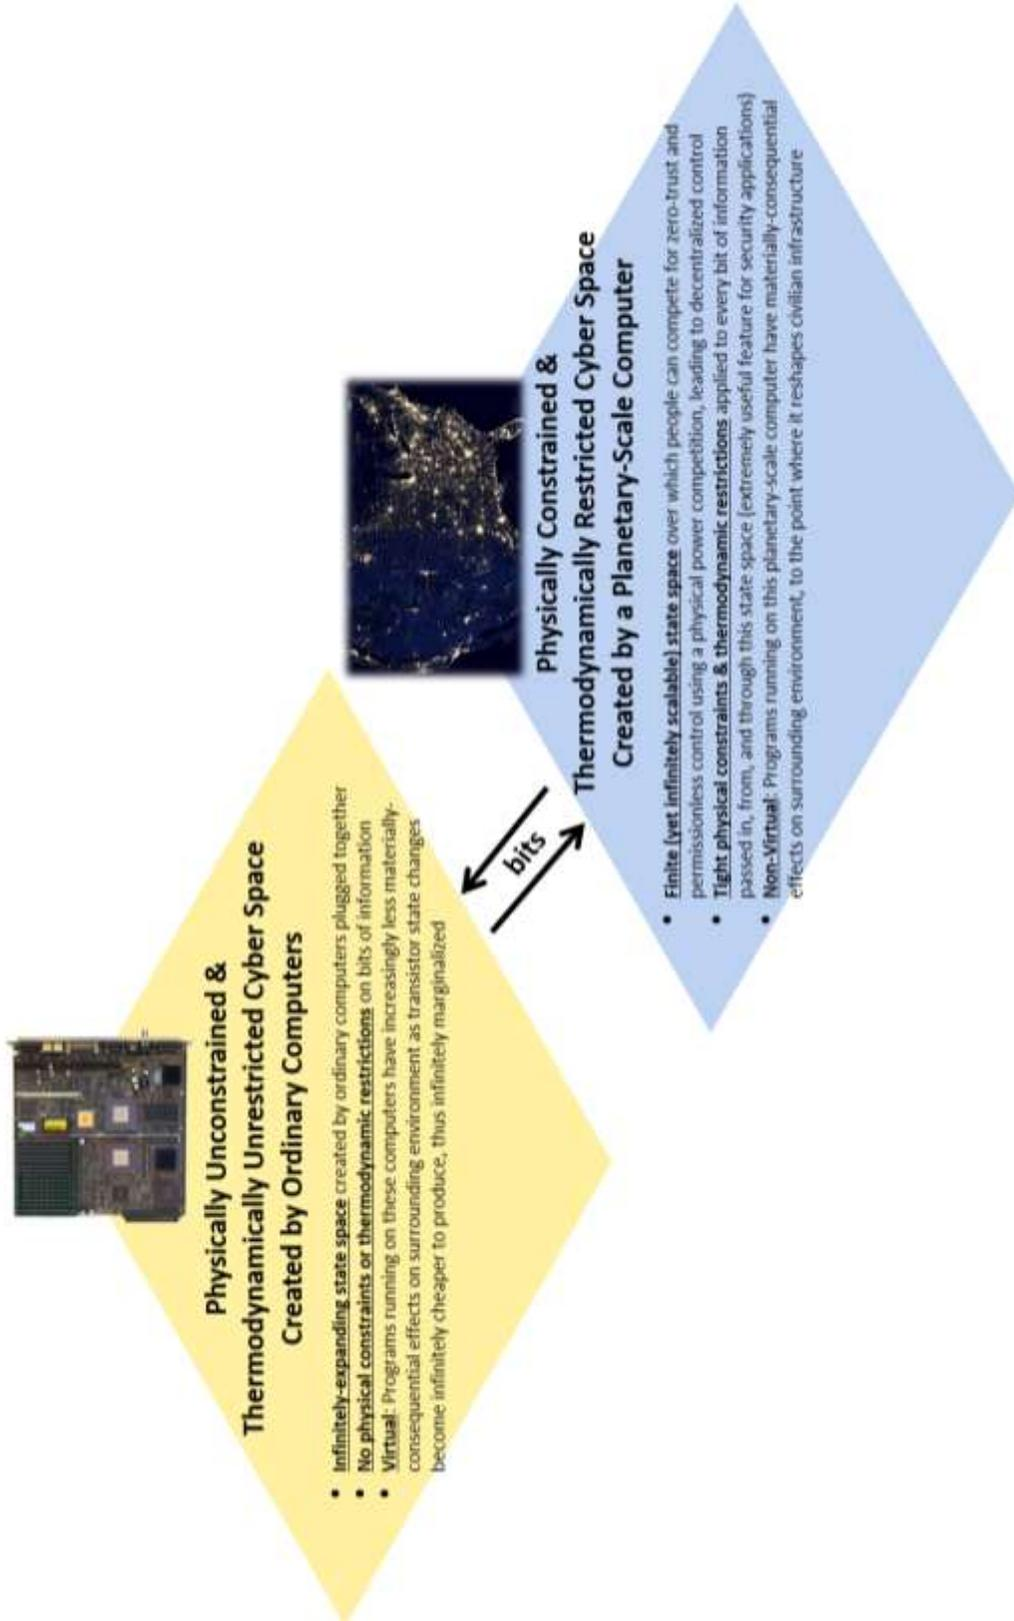 Physically Unconstrained &
Thermodynamically Unrestricted Cyber Space
Created by Ordinary Computers
• Infinitely-expanding state space created by ordinary computers plugged together
• No physical constraints or thermodynamic restrictions on bits of information
• Virtual: Programs running on these computers have increasingly less materially-
consequential effects on surrounding environment as transistor state changes
become infinitely cheaper to produce, thus infinitely marginalized
bits
Physically Constrained &
Thermodynamically Restricted Cyber Space
Created by a Planetary-Scale Computer
• Finite (yet infinitely scalable) state space over which people can compete for zero-trust and
permissionless control using a physical power competition, leading to decentralized control
• Tight physical constraints & thermodynamic restrictions applied to every bit of information
passed in, from, and through this state space (extremely useful feature for security applications)
• Non-Virtual: Programs running on this planetary-scale computer have materially-consequential
effects on surrounding environment, to the point where it reshapes civilian infrastructure